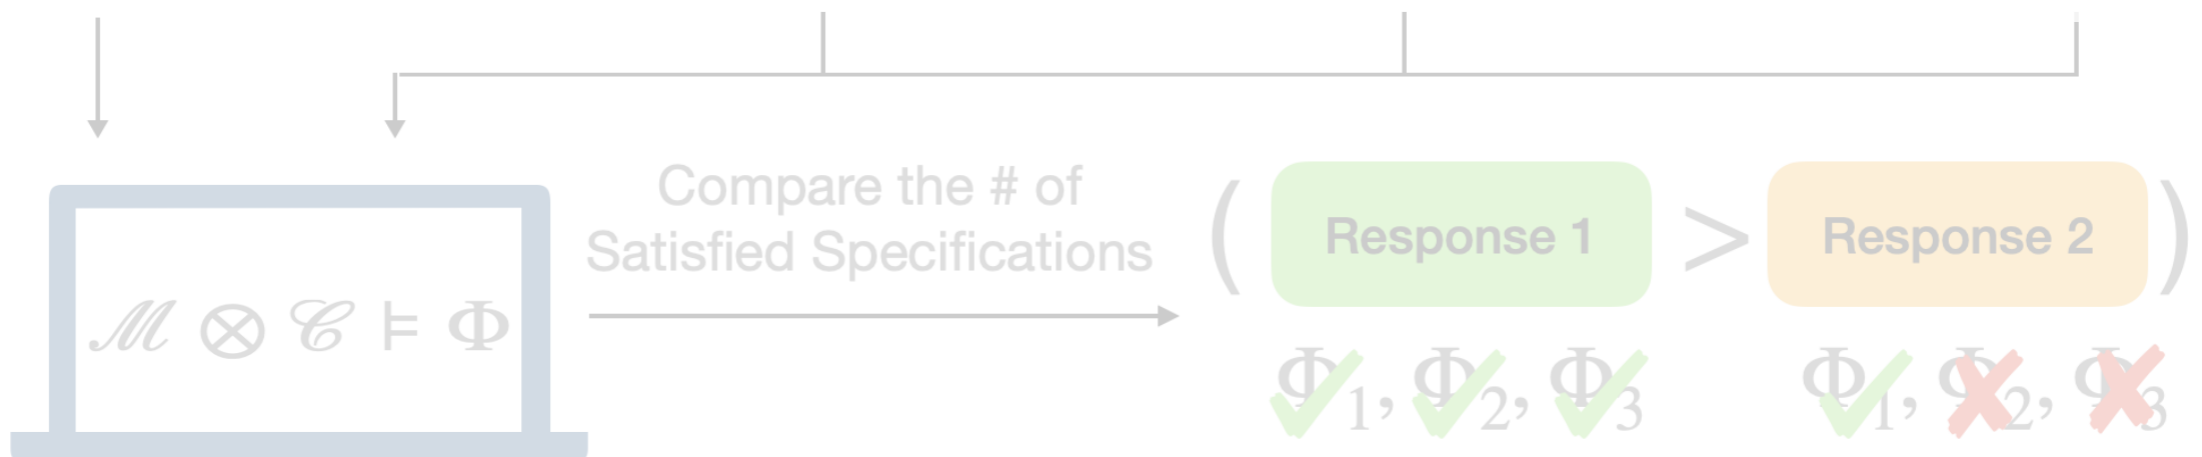 Compare the # of
Satisfied Specifications
( Response 1 > Response 2 )
ℳ ⊗ 𝒞 ⊨ Φ
Φ1, Φ2, Φ3 Φ1, Φ2, Φ3